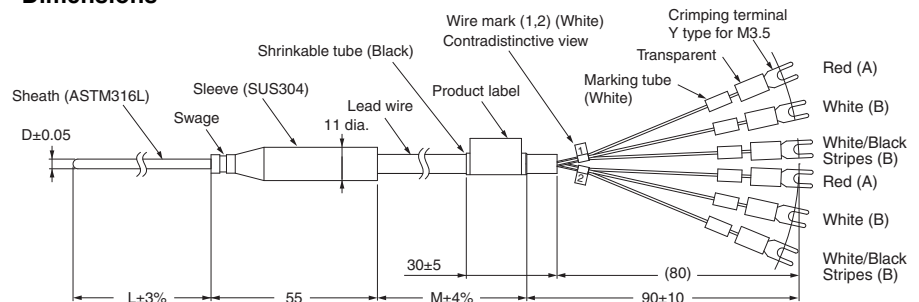 Dimensions
Wire mark (1,2) (White)
Contradistinctive view
Crimping terminal
Y type for M3.5
Shrinkable tube (Black)
Transparent
Red (A)
Sheath (ASTM316L)
Sleeve (SUS304)
Lead wire
Product label
Marking tube
(White)
White (B)
Swage
11 dia.
D±0.05
1
White/Black
Stripes (B)
2
Red (A)
White (B)
White/Black
Stripes (B)
30±5
(80)
L±3%
55
M±4%
90±10